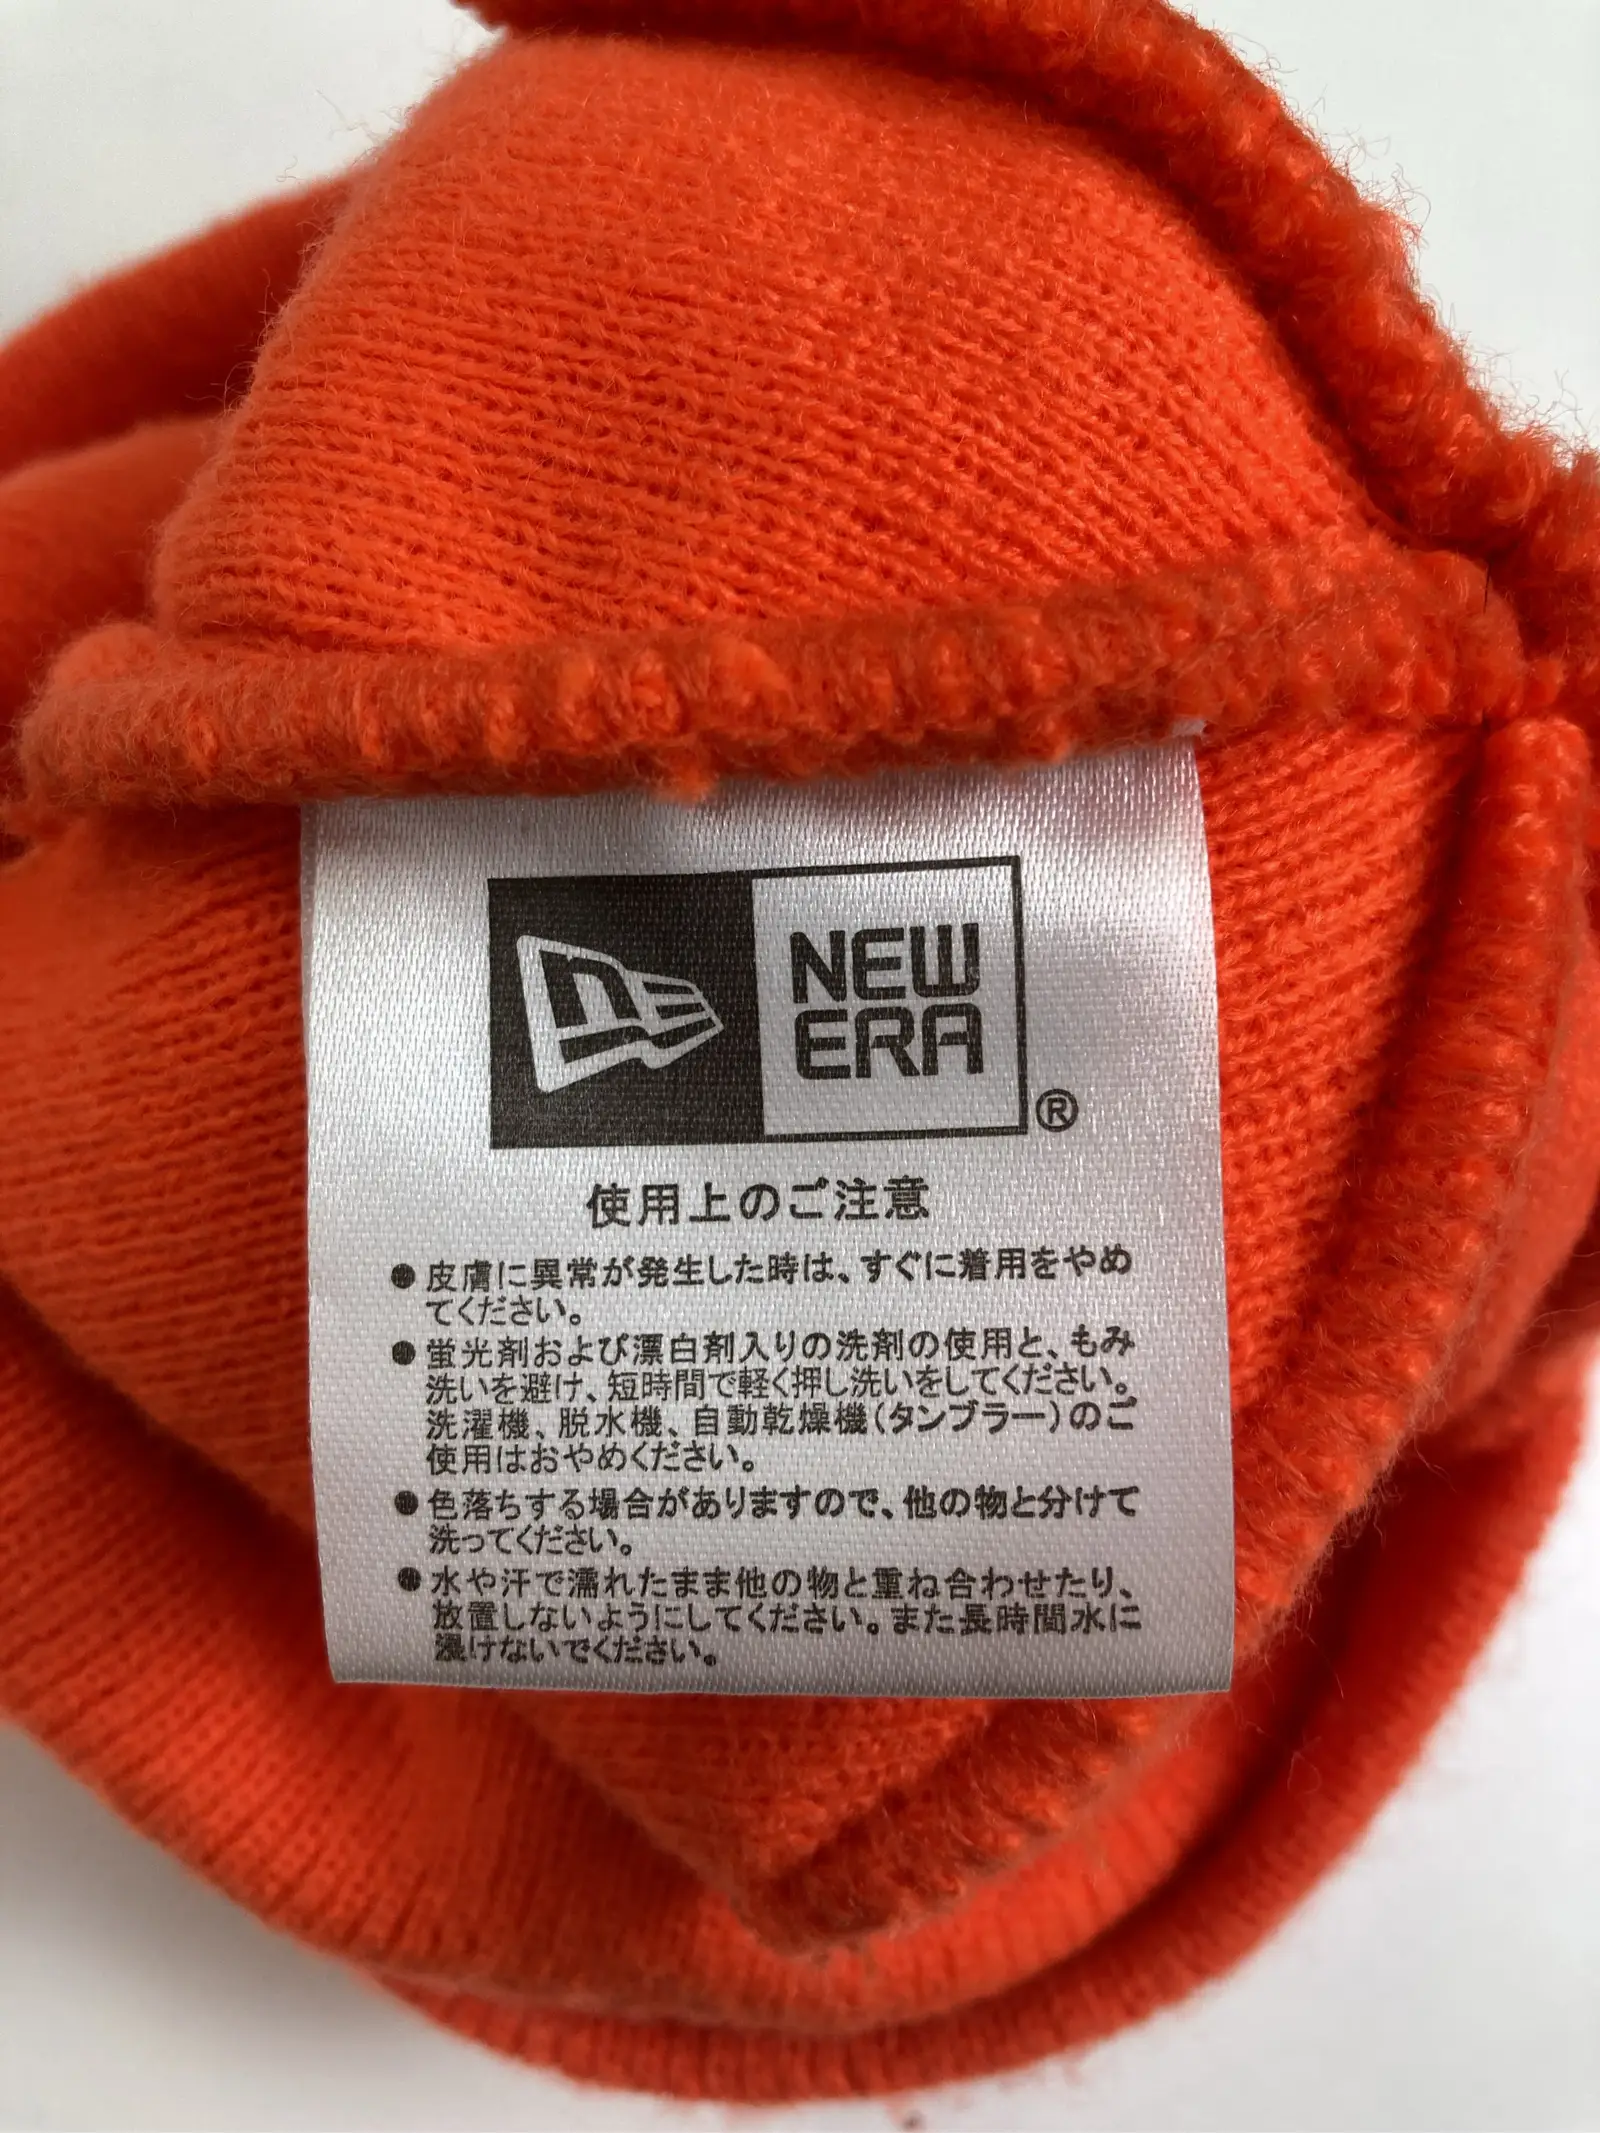 NE
NEW
ERA
®
使用上のご注意
●皮膚に異常が発生した時は、すぐに着用をやめ
てください。
●蛍光剤および漂白剤入りの洗剤の使用と、もみ
洗いを避け、短時間で軽く押し洗いをしてください。
洗濯機、脱水機、自動乾燥機(タンブラー)のご
使用はおやめください。
●色落ちする場合がありますので、他の物と分けて
洗ってください。
●水や汗で濡れたまま他の物と重ね合わせたり、
放置しないようにしてください。また長時間水に
浸けないでください。